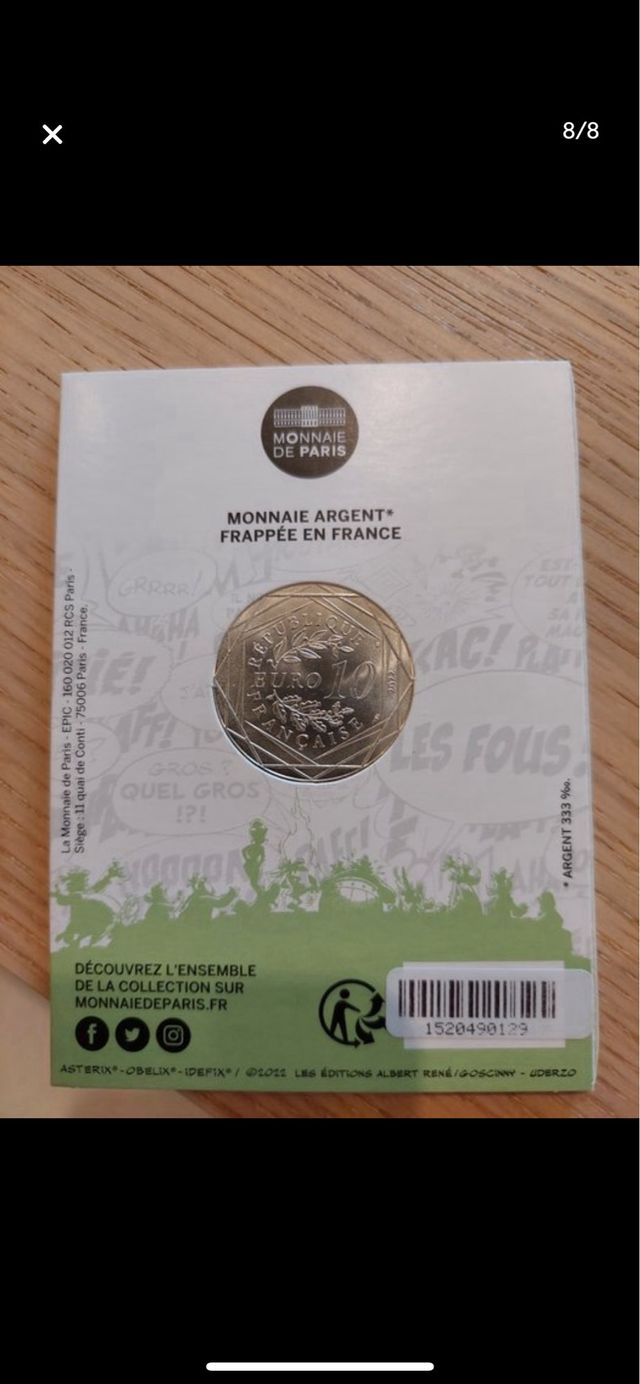 8/8
MONNAIE
DE PARIS
MONNAIE ARGENT*
FRAPPÉE EN FRANCE
La Monnaie de Paris - EPIC - 160 020 012 RCS Paris -
Siège : 11 quai de Conti - 75006 Paris - France.
GRRRR!
RÉPUBLIQUE
EURO 10
2022
FRANÇAISE
LES FOUS!
GROS ?
QUEL GROS
!?!
* ARGENT 333 ‰.
DÉCOUVREZ L'ENSEMBLE
DE LA COLLECTION SUR
MONNAIEDEPARIS.FR
1520490129
ASTERIX®-OBELIX®-IDEFIX® / ©2022 LES ÉDITIONS ALBERT RENÉ/GOSCINNY - UDERZO